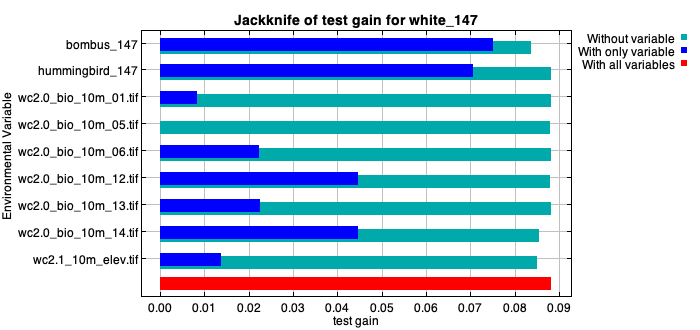 Jackknife of test gain for white_147
Without variable
With only variable
With all variables
Environmental Variable
bombus_147
hummingbird_147
wc2.0_bio_10m_01.tif
wc2.0_bio_10m_05.tif
wc2.0_bio_10m_06.tif
wc2.0_bio_10m_12.tif
wc2.0_bio_10m_13.tif
wc2.0_bio_10m_14.tif
wc2.1_10m_elev.tif
0.00 0.01 0.02 0.03 0.04 0.05 0.06 0.07 0.08 0.09
test gain